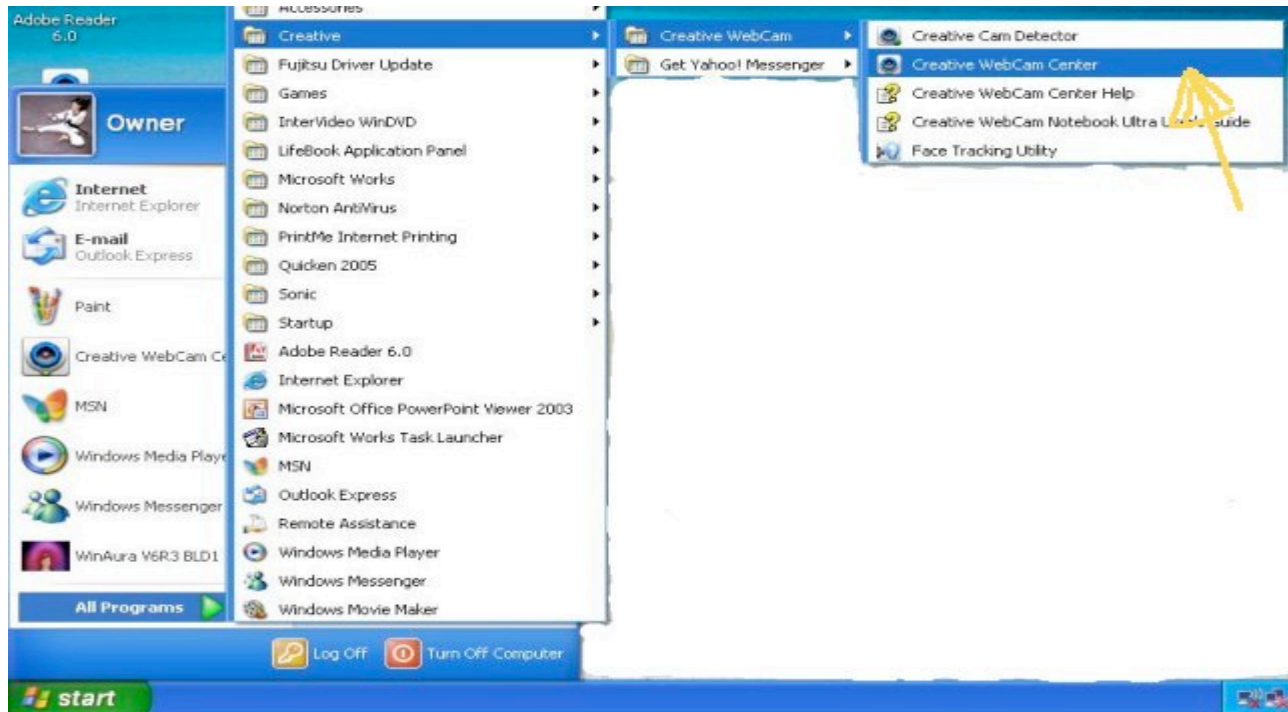 Adobe Reader
6.0
Owner
Internet
Internet Explorer
E-mail
Outlook Express
Paint
Creative WebCam Ce
MSN
Windows Media Playe
Windows Messenger
WinAura V6R3 BLD1
All Programs
Accessories
Creative
Fujitsu Driver Update
Games
InterVideo WinDVD
LifeBook Application Panel
Microsoft Works
Norton AntiVirus
PrintMe Internet Printing
Quicken 2005
Sonic
Startup
Adobe Reader 6.0
Internet Explorer
Microsoft Office PowerPoint Viewer 2003
Microsoft Works Task Launcher
MSN
Outlook Express
Remote Assistance
Windows Media Player
Windows Messenger
Windows Movie Maker
Creative WebCam
Get Yahoo! Messenger
Creative Cam Detector
Creative WebCam Center
Creative WebCam Center Help
Creative WebCam Notebook Ultra User's Guide
Face Tracking Utility
Log Off
Turn Off Computer
start